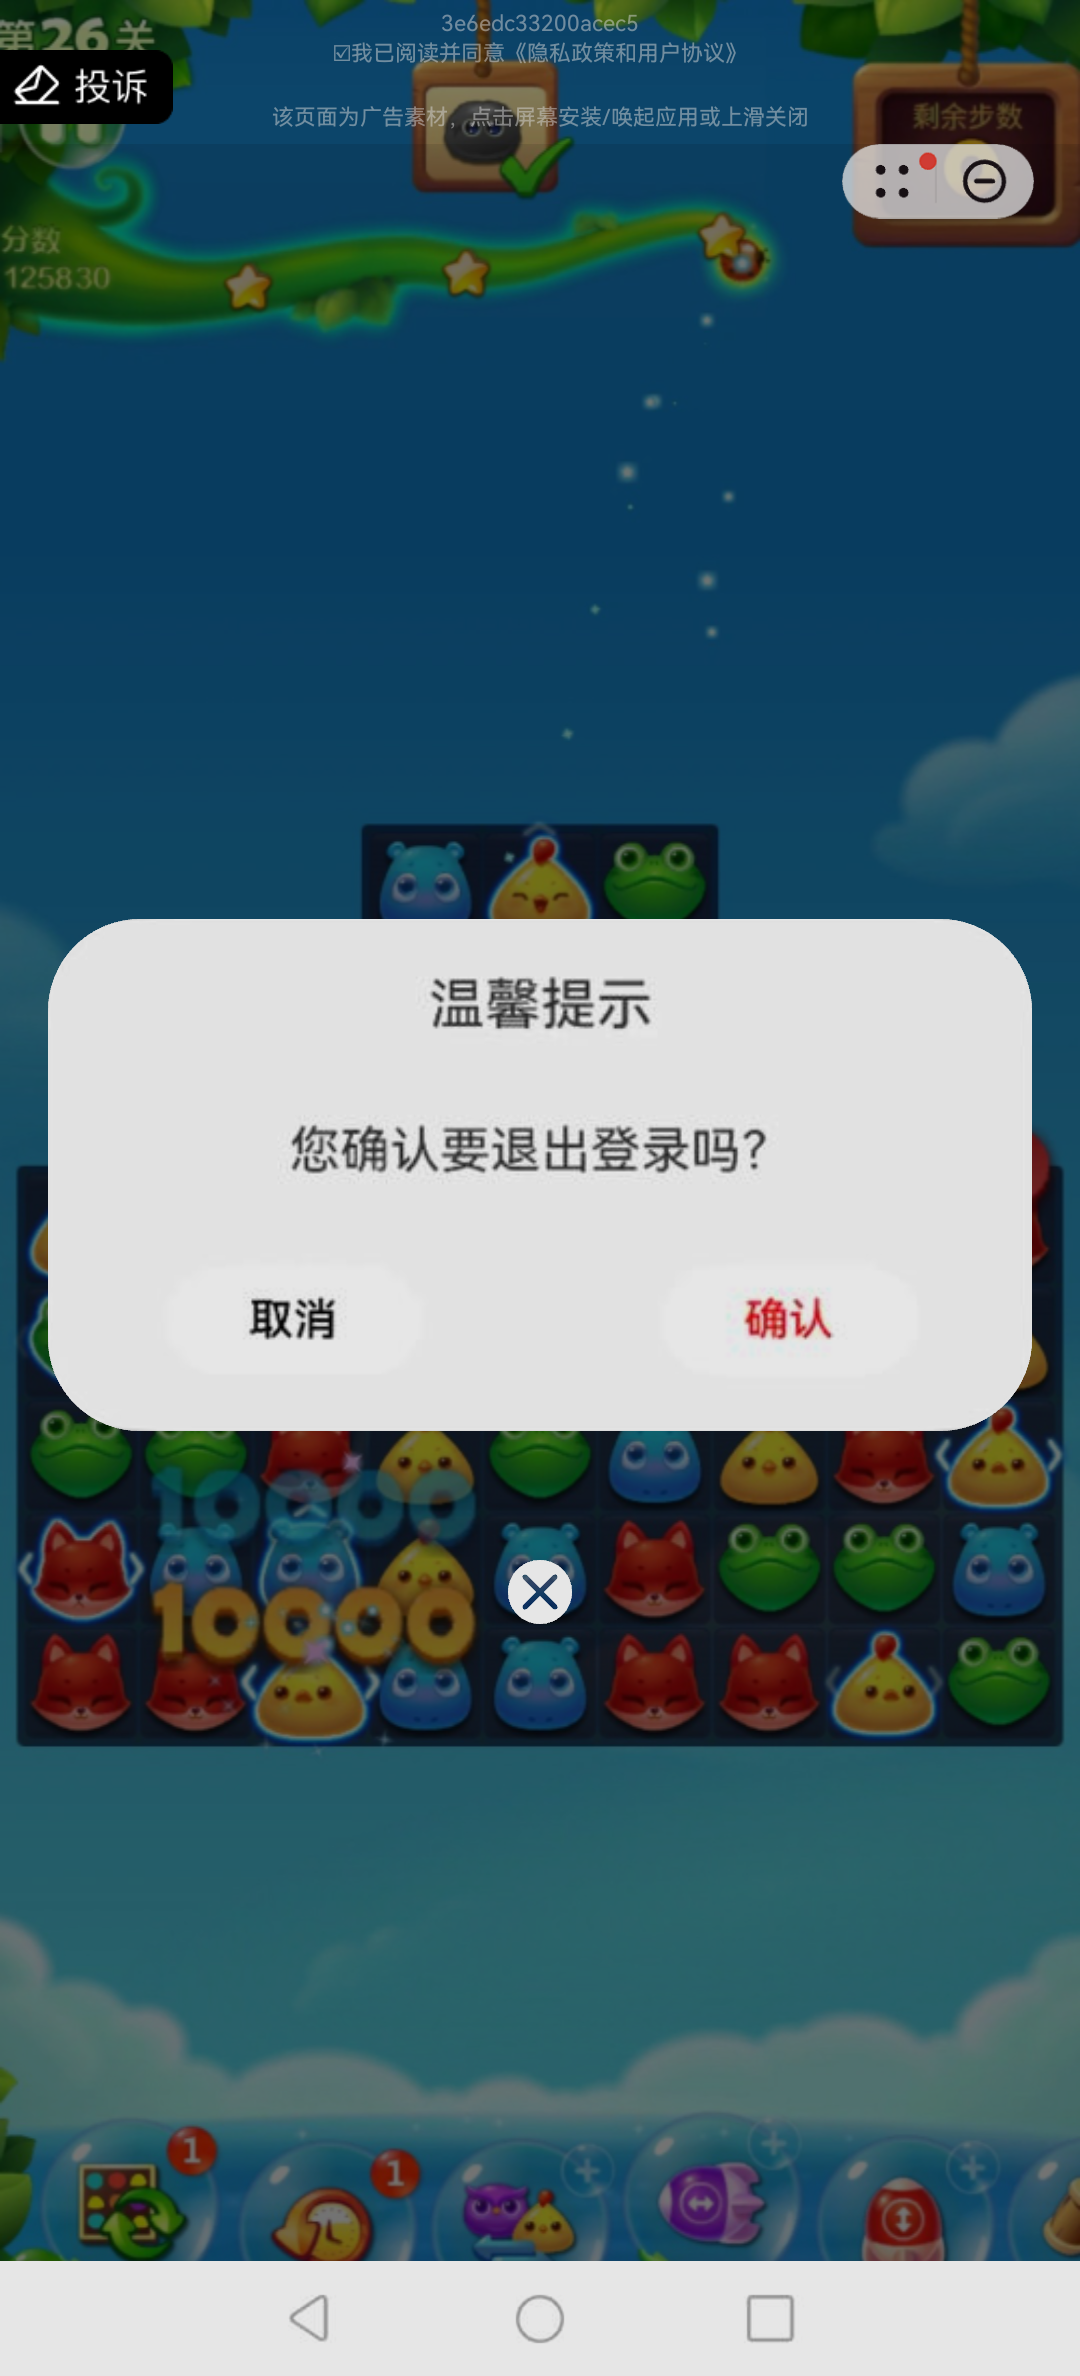 第26关
3e6edc33200acec5
☑我已阅读并同意《隐私政策和用户协议》
投诉
该页面为广告素材，点击屏幕安装/唤起应用或上滑关闭
剩余步数
分数
125830
温馨提示
您确认要退出登录吗？
取消
确认
10000
10000
1
1